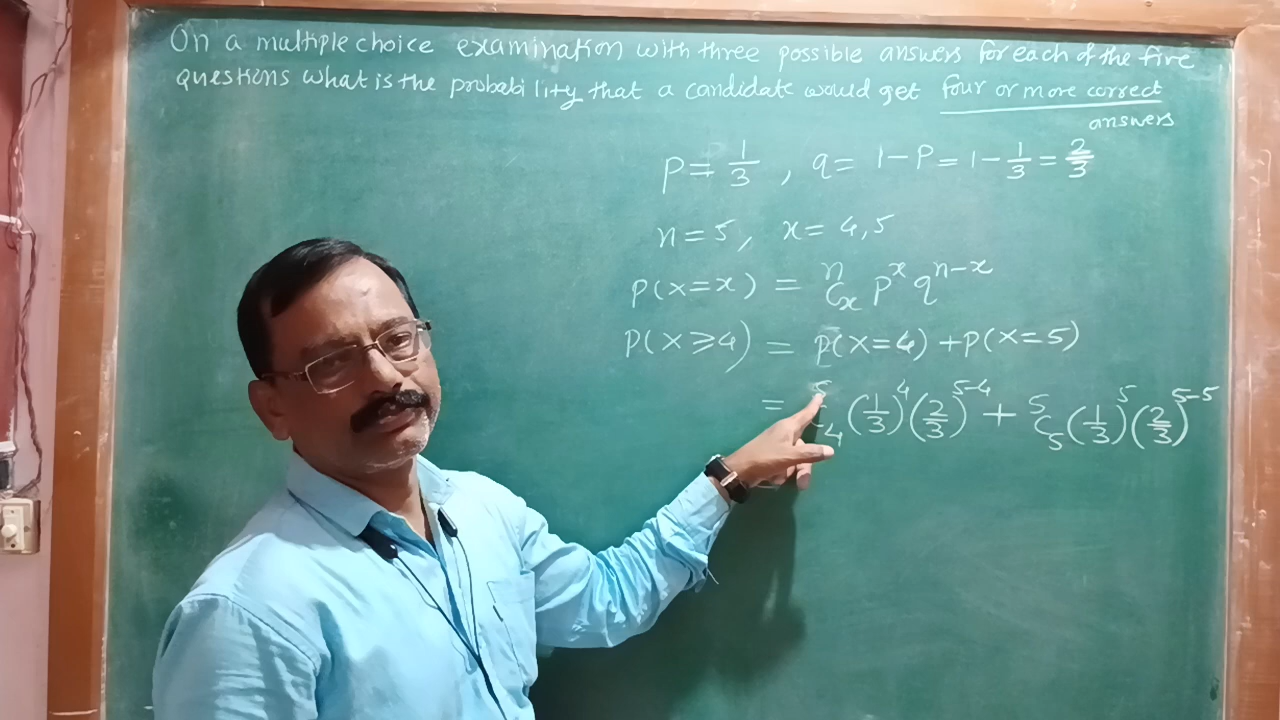 On a multiple choice examination with three possible answers for each of the five
questions what is the probability that a candidate would get four or more correct
answers
p = 1/3 , q = 1 - p = 1 - 1/3 = 2/3
n = 5, x = 4,5
p(X=x) = ⁿCₓ pˣ qⁿ⁻ˣ
p(X≥4) = p(X=4) + p(X=5)
= ⁵C₄ (1/3)⁴ (2/3)⁵⁻⁴ + ⁵C₅ (1/3)⁵ (2/3)⁵⁻⁵